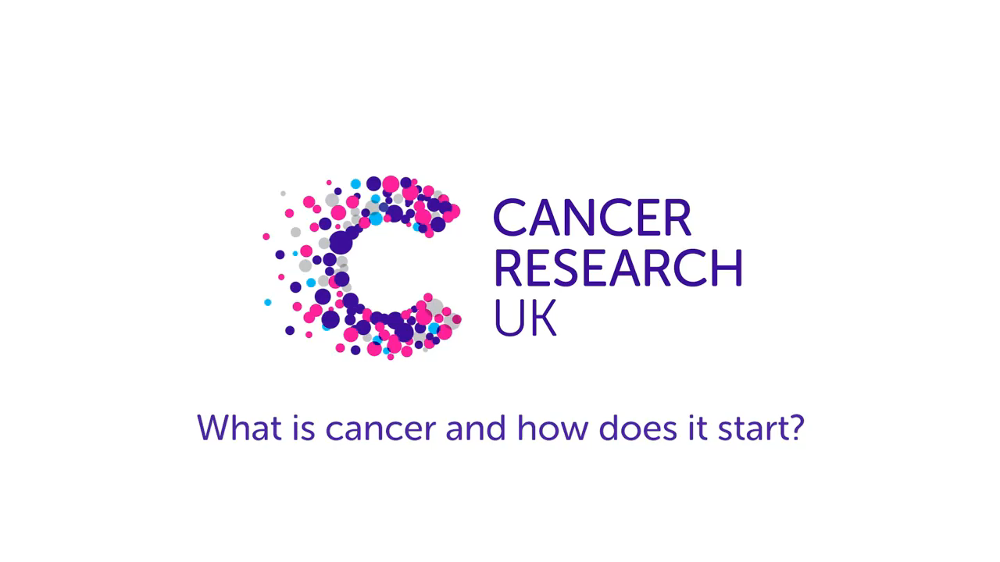 CANCER
RESEARCH
UK
What is cancer and how does it start?